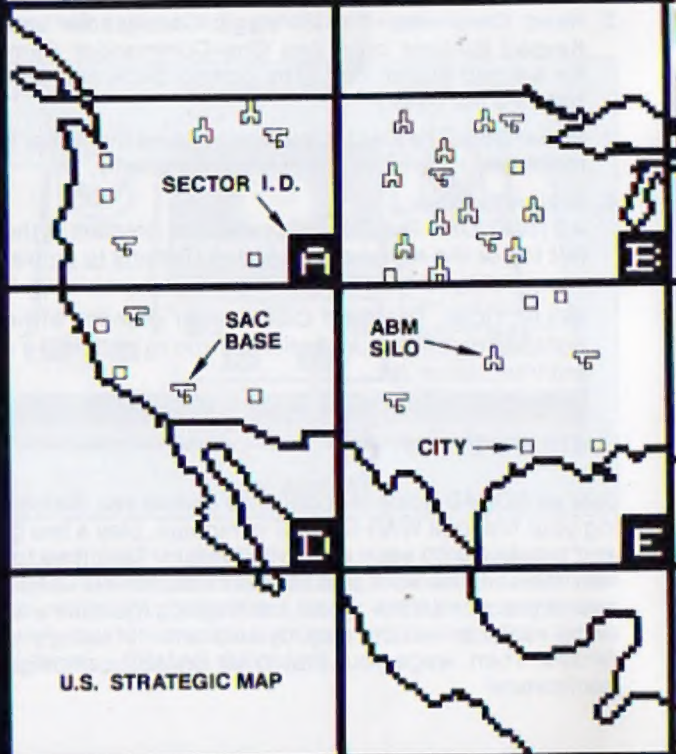 SECTOR I.D.
A
B
SAC
BASE
ABM
SILO
CITY
D
E
U.S. STRATEGIC MAP